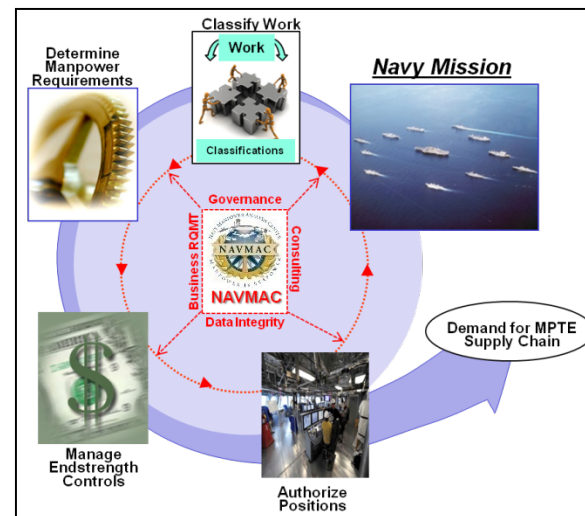 Classify Work
Work
Classifications
Determine
Manpower
Requirements
Navy Mission
Governance
Business RQMT
Consulting
NAVMAC
NAVMAC
Data Integrity
Demand for MPTE
Supply Chain
Manage
Endstrength
Controls
Authorize
Positions